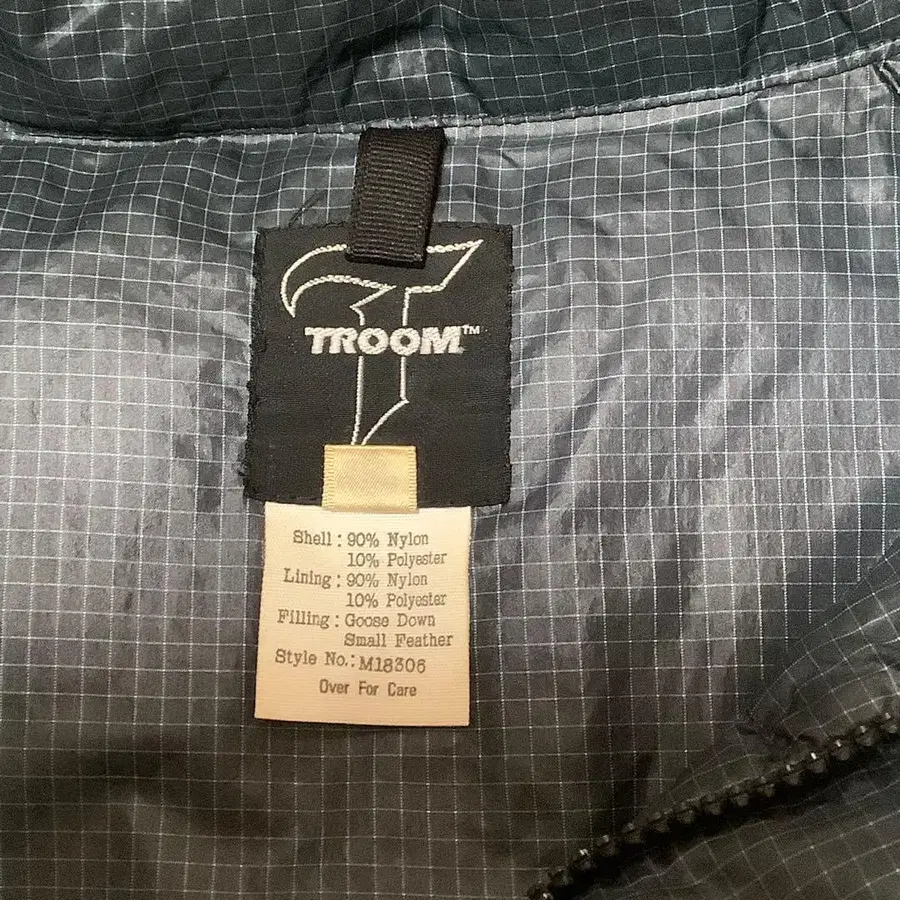 TROOM™
Shell: 90% Nylon
10% Polyester
Lining: 90% Nylon
10% Polyester
Filling: Goose Down
Small Feather
Style No.: M18306
Over For Care